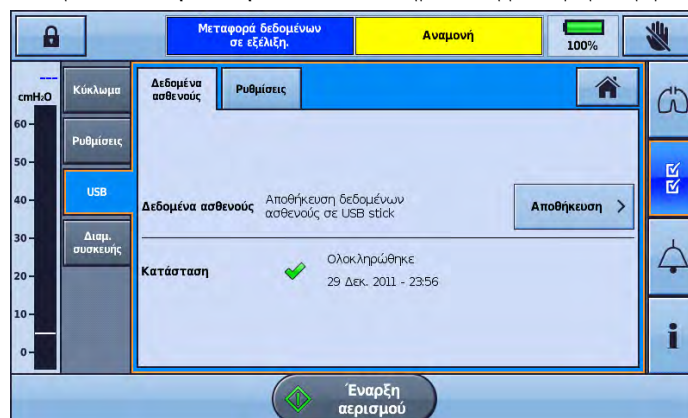 Μεταφορά δεδομένων
σε εξέλιξη.
Αναμονή
100%
---
cmH₂O
60
50
40
30
20
10
0
Κύκλωμα
Ρυθμίσεις
USB
Διαμ.
συσκευής
Δεδομένα
ασθενούς
Ρυθμίσεις
Δεδομένα ασθενούς
Αποθήκευση δεδομένων
ασθενούς σε USB stick
Αποθήκευση >
Κατάσταση
Ολοκληρώθηκε
29 Δεκ. 2011 - 23:56
Έναρξη
αερισμού